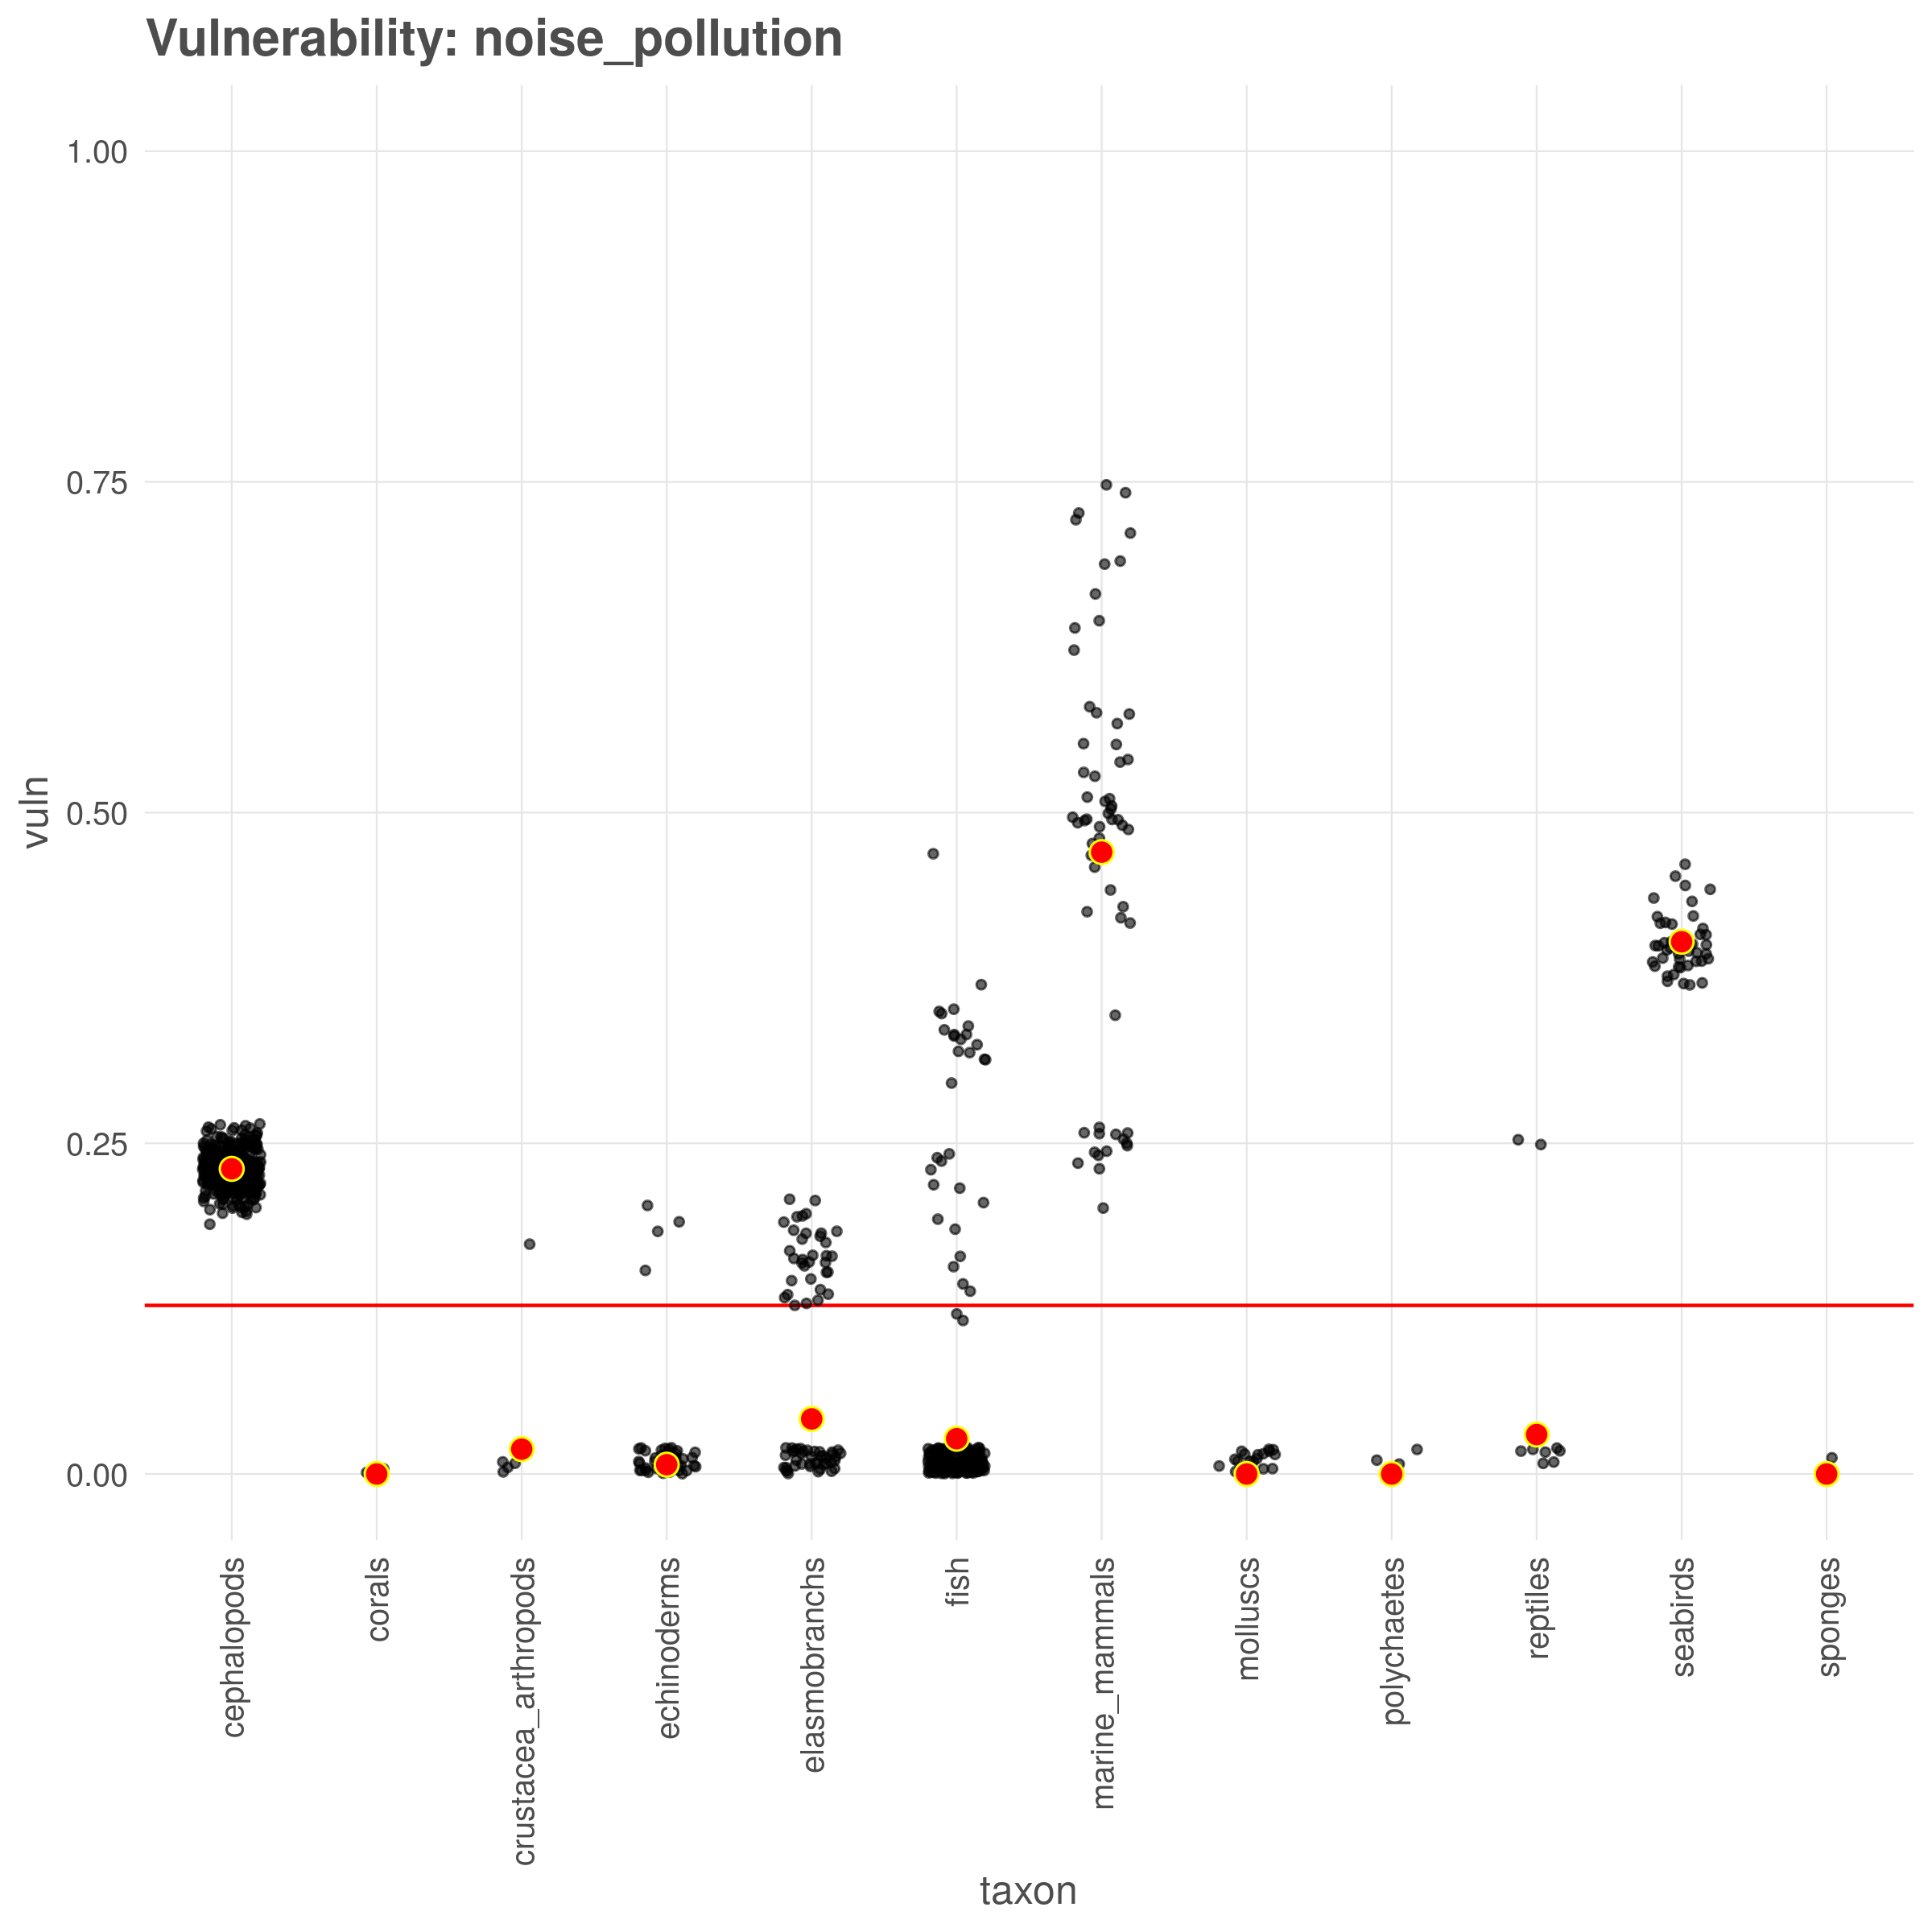 Vulnerability: noise_pollution
1.00
0.75
0.50
0.25
0.00
vuln
cephalopods
corals
crustacea_arthropods
echinoderms
elasmobranchs
fish
marine_mammals
molluscs
polychaetes
reptiles
seabirds
sponges
taxon